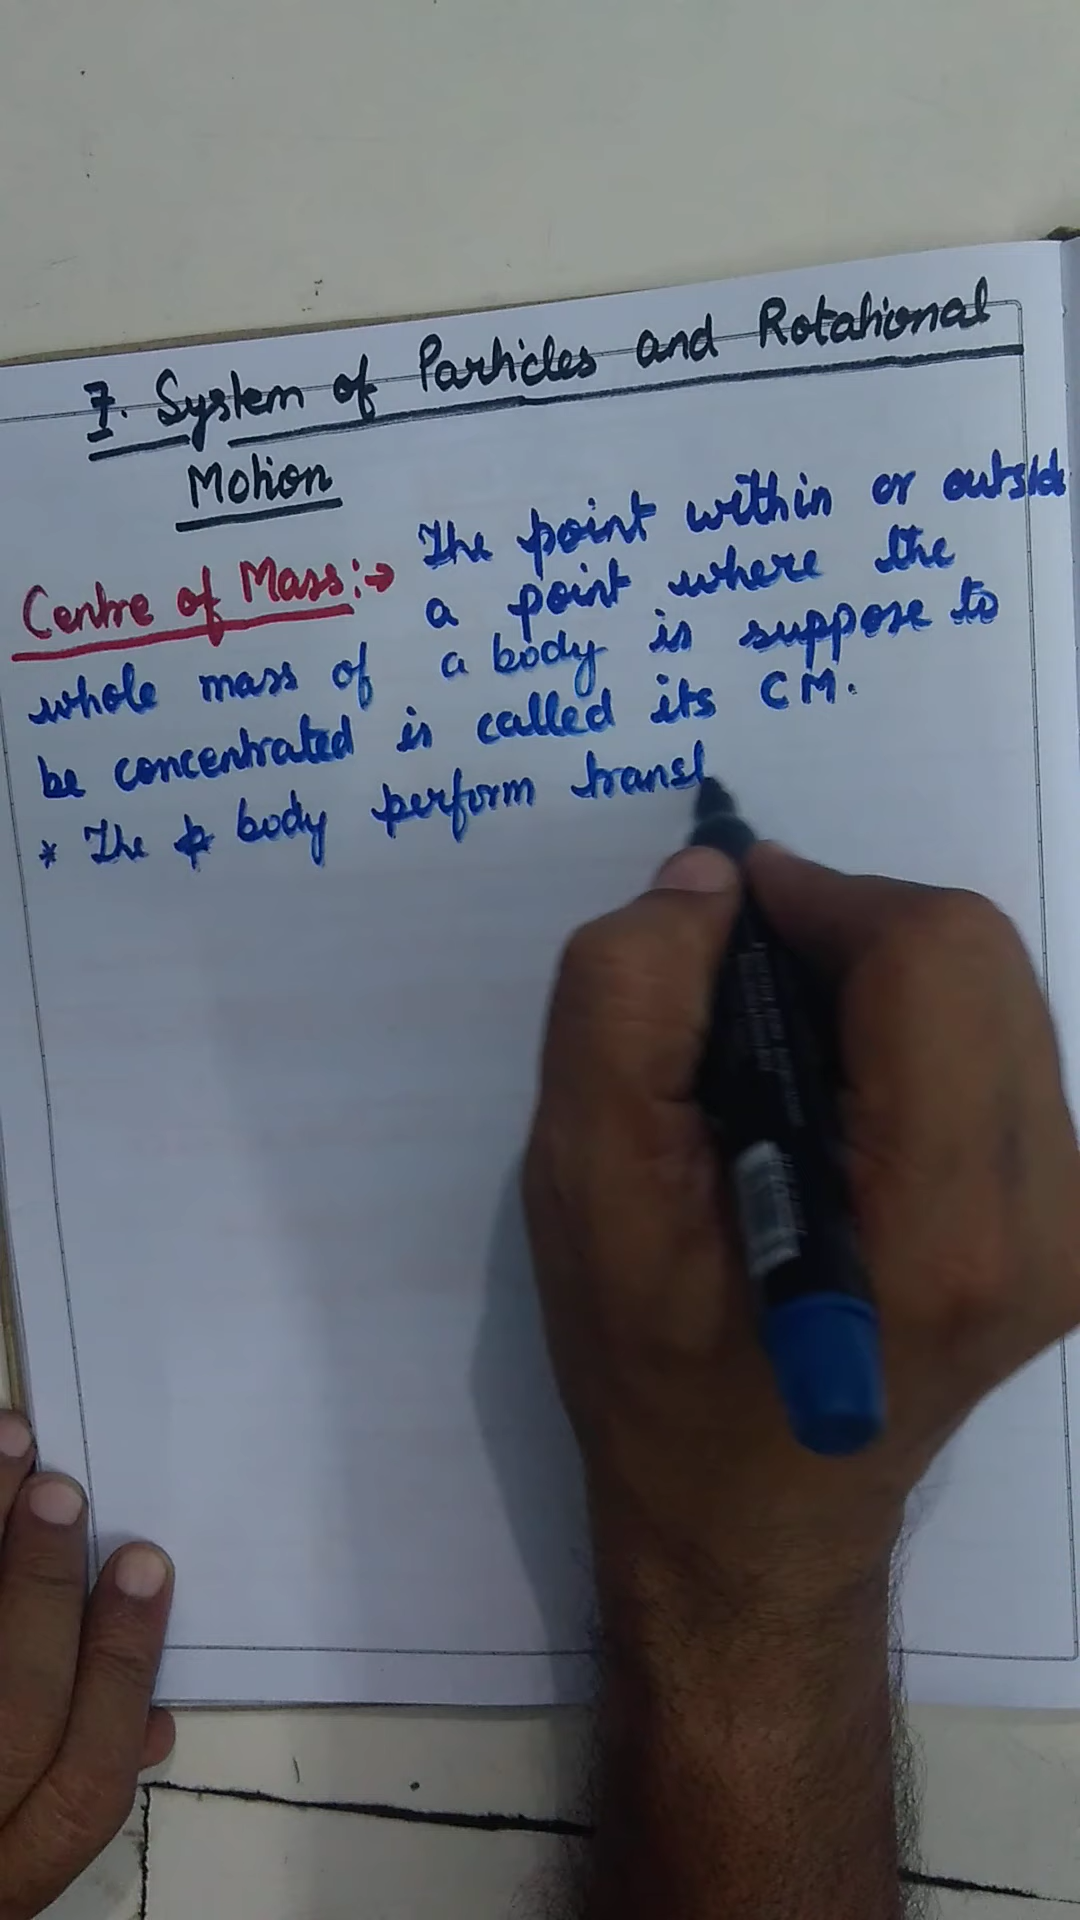 7. System of Particles and Rotational
Motion
Centre of Mass:→ The point within or outside
a point where the
whole mass of a body is suppose to
be concentrated is called its CM.
* The body perform transl